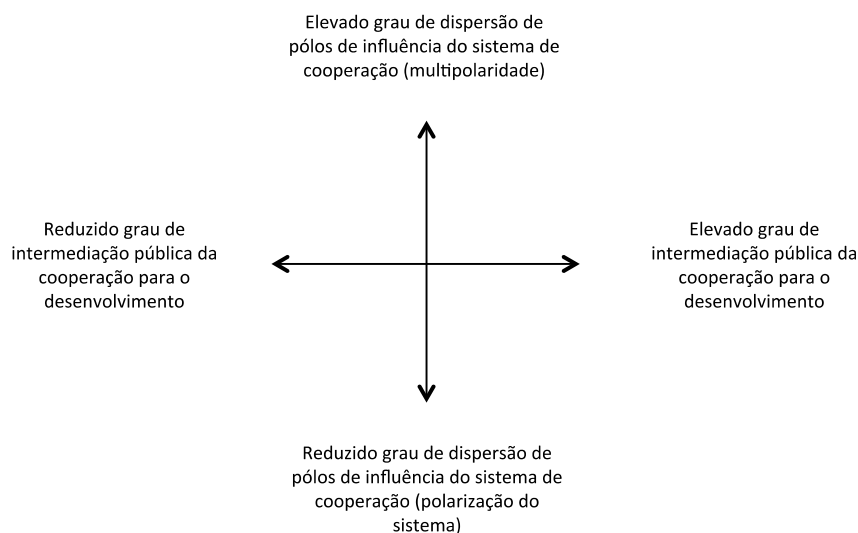 Elevado grau de dispersão de
pólos de influência do sistema de
cooperação (multipolaridade)
Reduzido grau de
intermediação pública da
cooperação para o
desenvolvimento
Elevado grau de
intermediação pública da
cooperação para o
desenvolvimento
Reduzido grau de dispersão de
pólos de influência do sistema de
cooperação (polarização do
sistema)